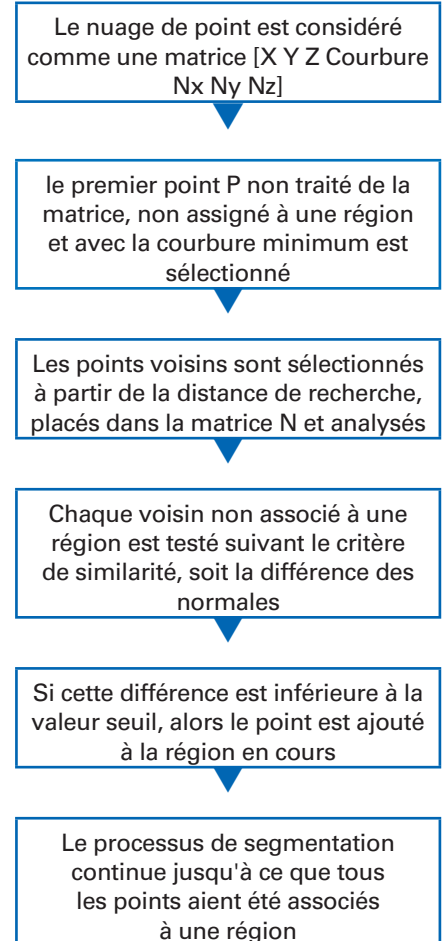 Le nuage de point est considéré
comme une matrice [X Y Z Courbure
Nx Ny Nz]
le premier point P non traité de la
matrice, non assigné à une région
et avec la courbure minimum est
sélectionné
Les points voisins sont sélectionnés
à partir de la distance de recherche,
placés dans la matrice N et analysés
Chaque voisin non associé à une
région est testé suivant le critère
de similarité, soit la différence des
normales
Si cette différence est inférieure à la
valeur seuil, alors le point est ajouté
à la région en cours
Le processus de segmentation
continue jusqu'à ce que tous
les points aient été associés
à une région